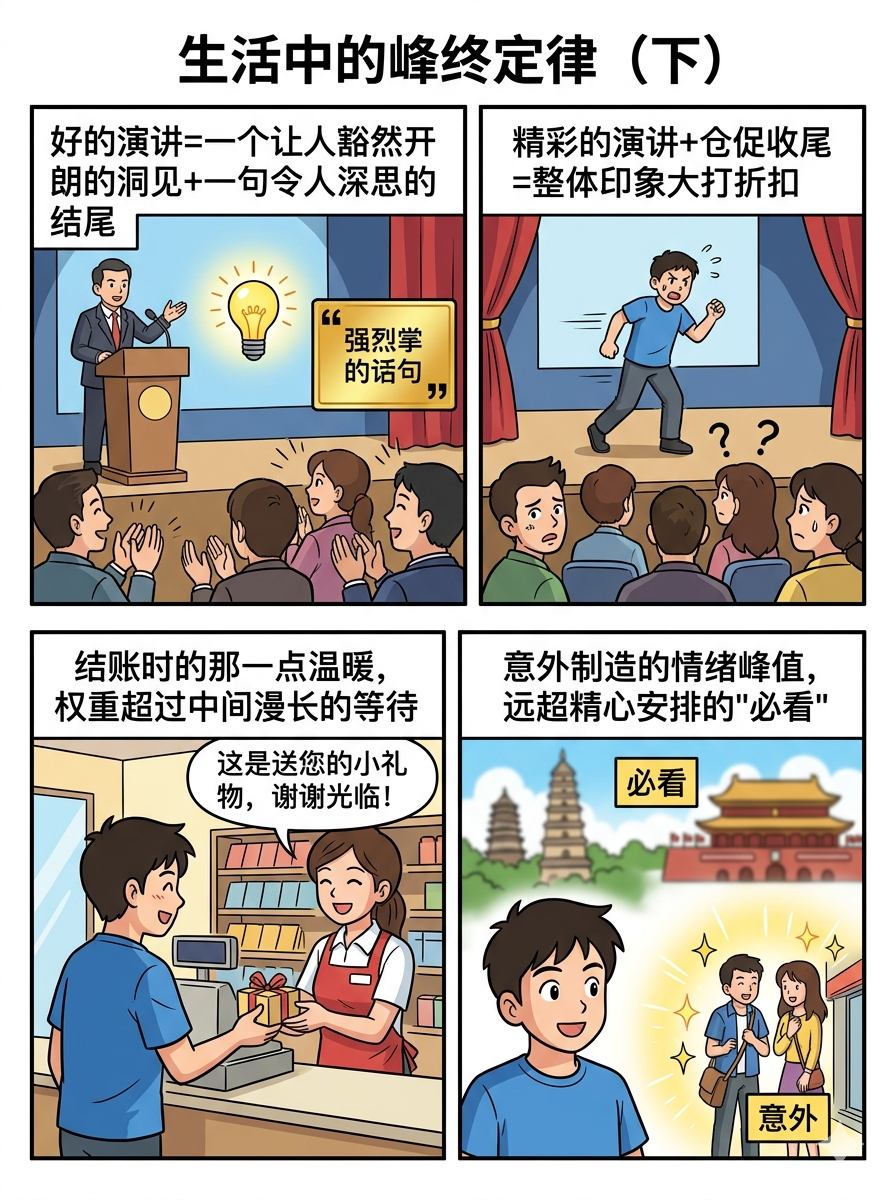 生活中的峰终定律（下）
好的演讲=一个让人豁然开
朗的洞见+一句令人深思的
结尾
“强烈掌
的话句”
精彩的演讲+仓促收尾
=整体印象大打折扣
? ?
结账时的那一点温暖，
权重超过中间漫长的等待
这是送您的小礼
物，谢谢光临！
意外制造的情绪峰值，
远超精心安排的"必看"
必看
意外